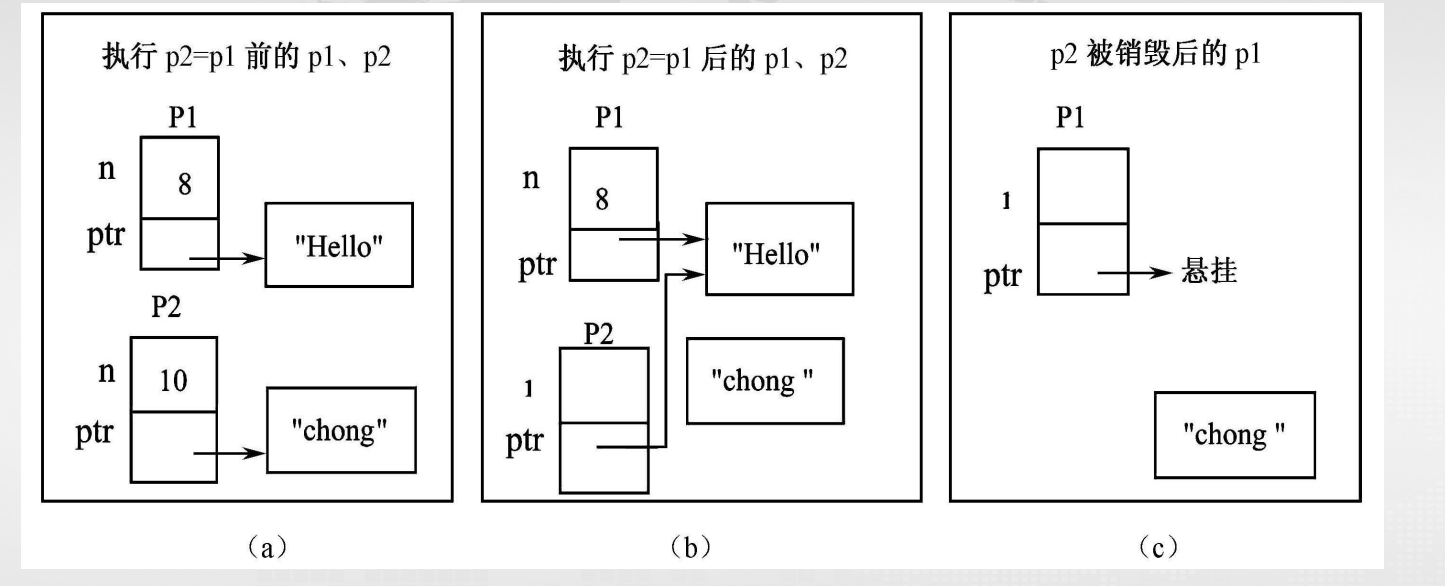 执行 p2=p1 前的 p1、p2
P1
n
8
ptr
"Hello"
P2
n
10
ptr
"chong"
(a)
执行 p2=p1 后的 p1、p2
P1
n
8
ptr
"Hello"
P2
1
ptr
"chong "
(b)
p2 被销毁后的 p1
P1
1
ptr
悬挂
"chong "
(c)